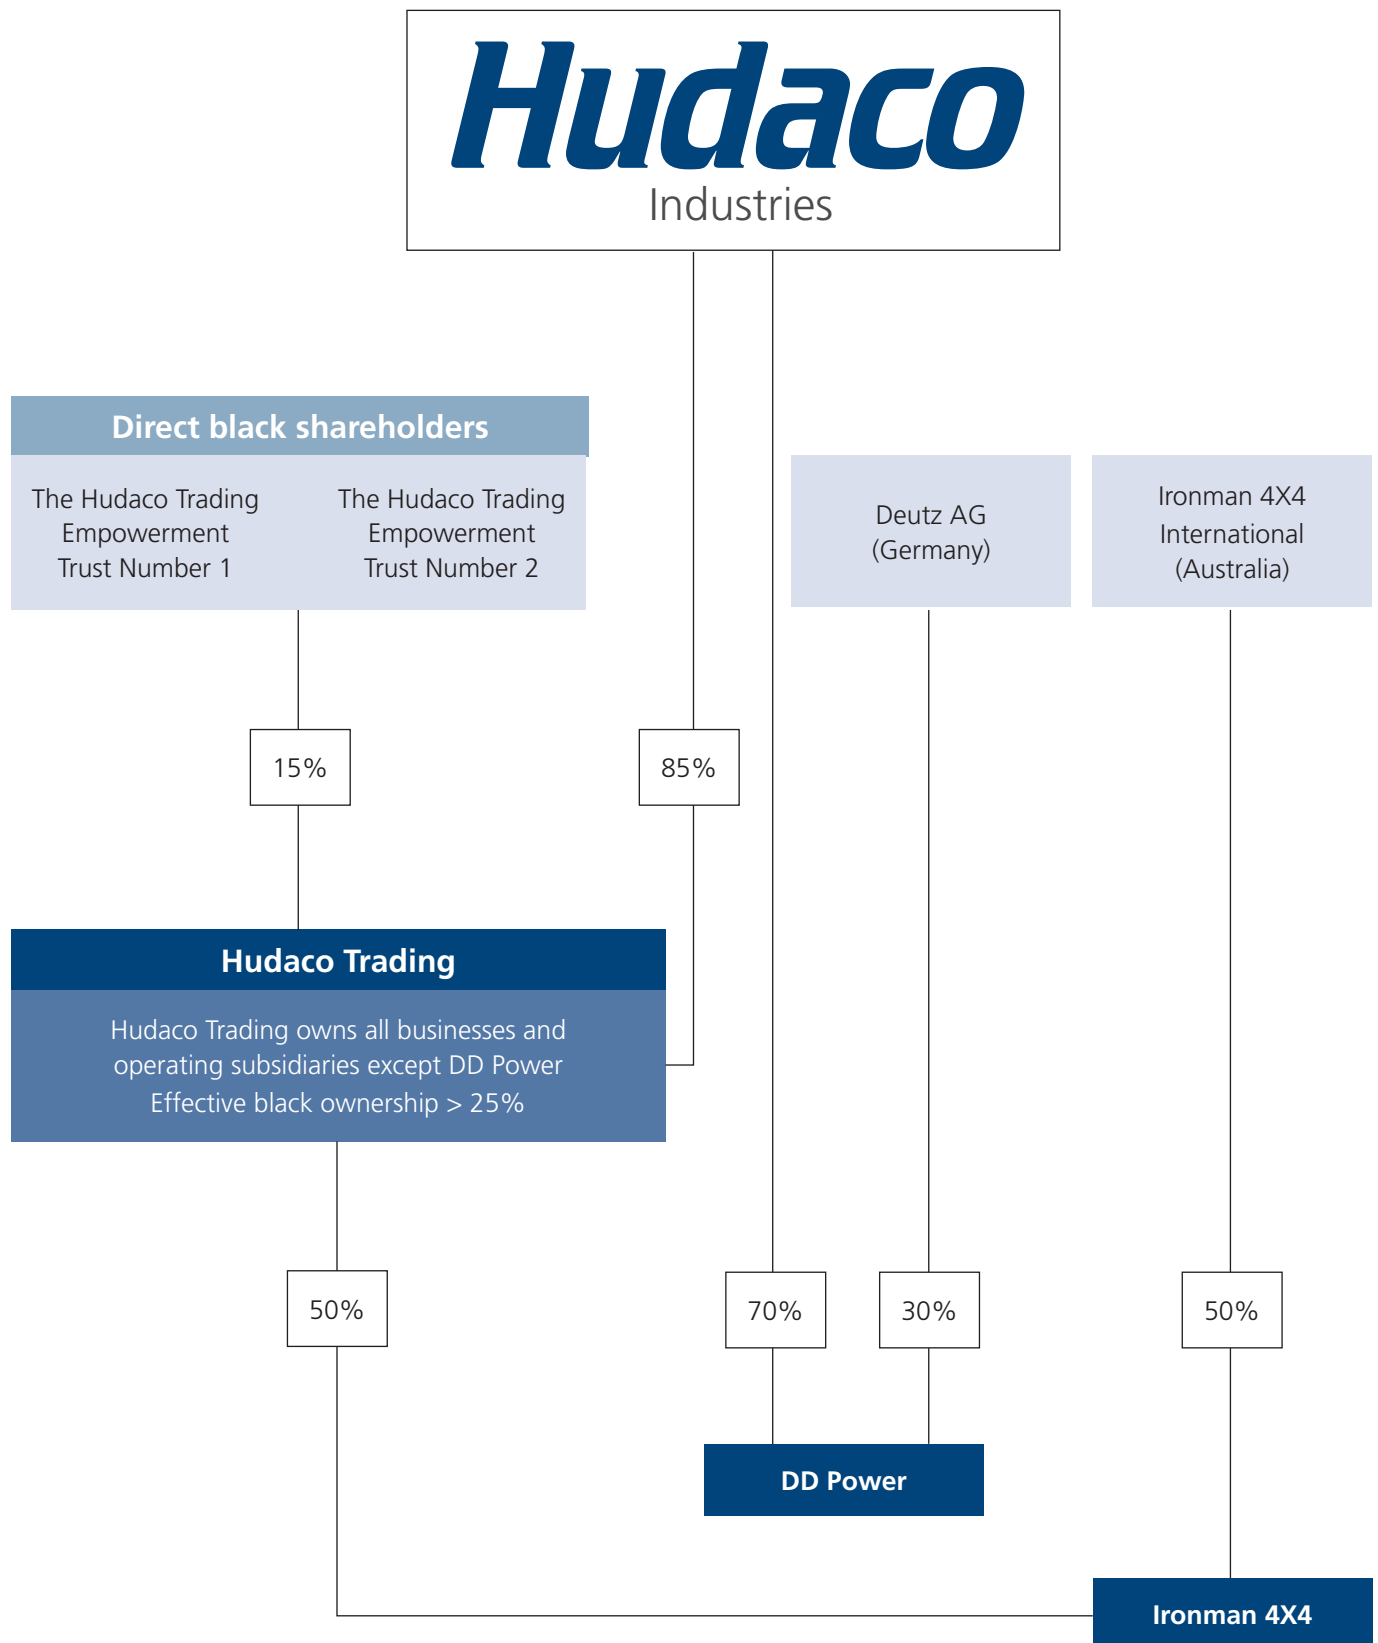 Hudaco
Industries
Direct black shareholders
The Hudaco Trading
Empowerment
Trust Number 1
The Hudaco Trading
Empowerment
Trust Number 2
Deutz AG
(Germany)
Ironman 4X4
International
(Australia)
15%
85%
Hudaco Trading
Hudaco Trading owns all businesses and
operating subsidiaries except DD Power
Effective black ownership > 25%
50%
70%
30%
50%
DD Power
Ironman 4X4